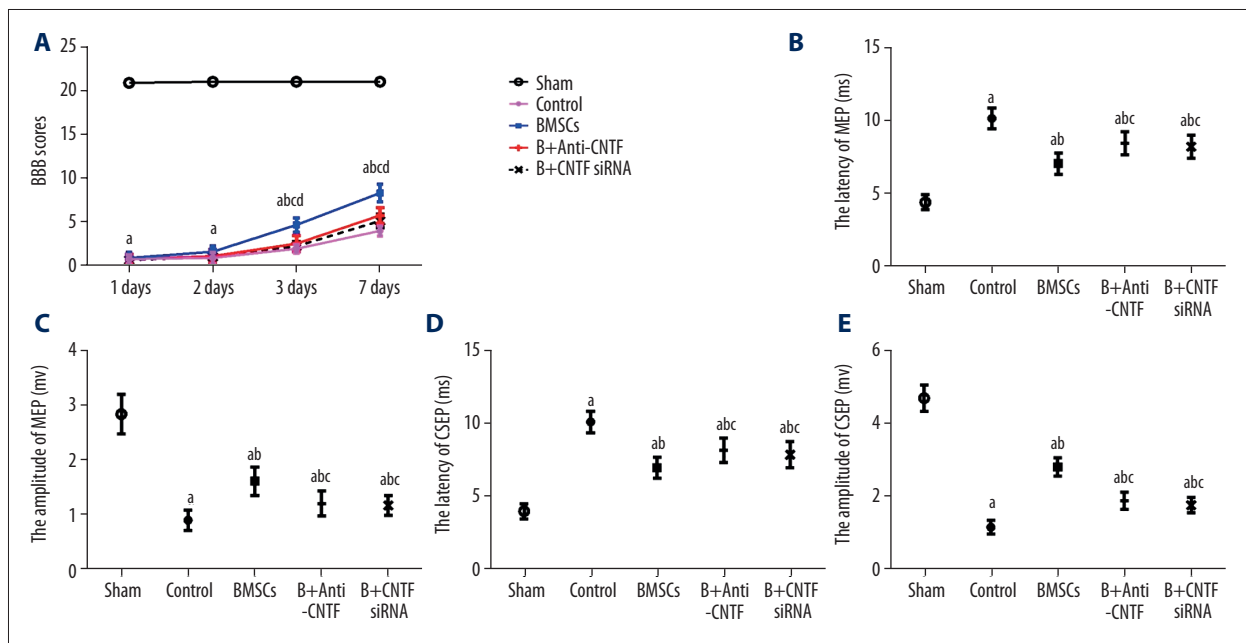 A
25
20
15
10
5
0
BBB scores
a
a
abcd
abcd
1 days
2 days
3 days
7 days
Sham
Control
BMSCs
B+Anti-CNTF
B+CNTF siRNA
B
15
10
5
0
The latency of MEP (ms)
a
ab
abc
abc
Sham
Control
BMSCs
B+Anti
-CNTF
B+CNTF
siRNA
C
4
3
2
1
0
The amplitude of MEP (mv)
a
ab
abc
abc
Sham
Control
BMSCs
B+Anti
-CNTF
B+CNTF
siRNA
D
15
10
5
0
The latency of CSEP (ms)
a
ab
abc
abc
Sham
Control
BMSCs
B+Anti
-CNTF
B+CNTF
siRNA
E
6
4
2
0
The amplitude of CSEP (mv)
a
ab
abc
abc
Sham
Control
BMSCs
B+Anti
-CNTF
B+CNTF
siRNA